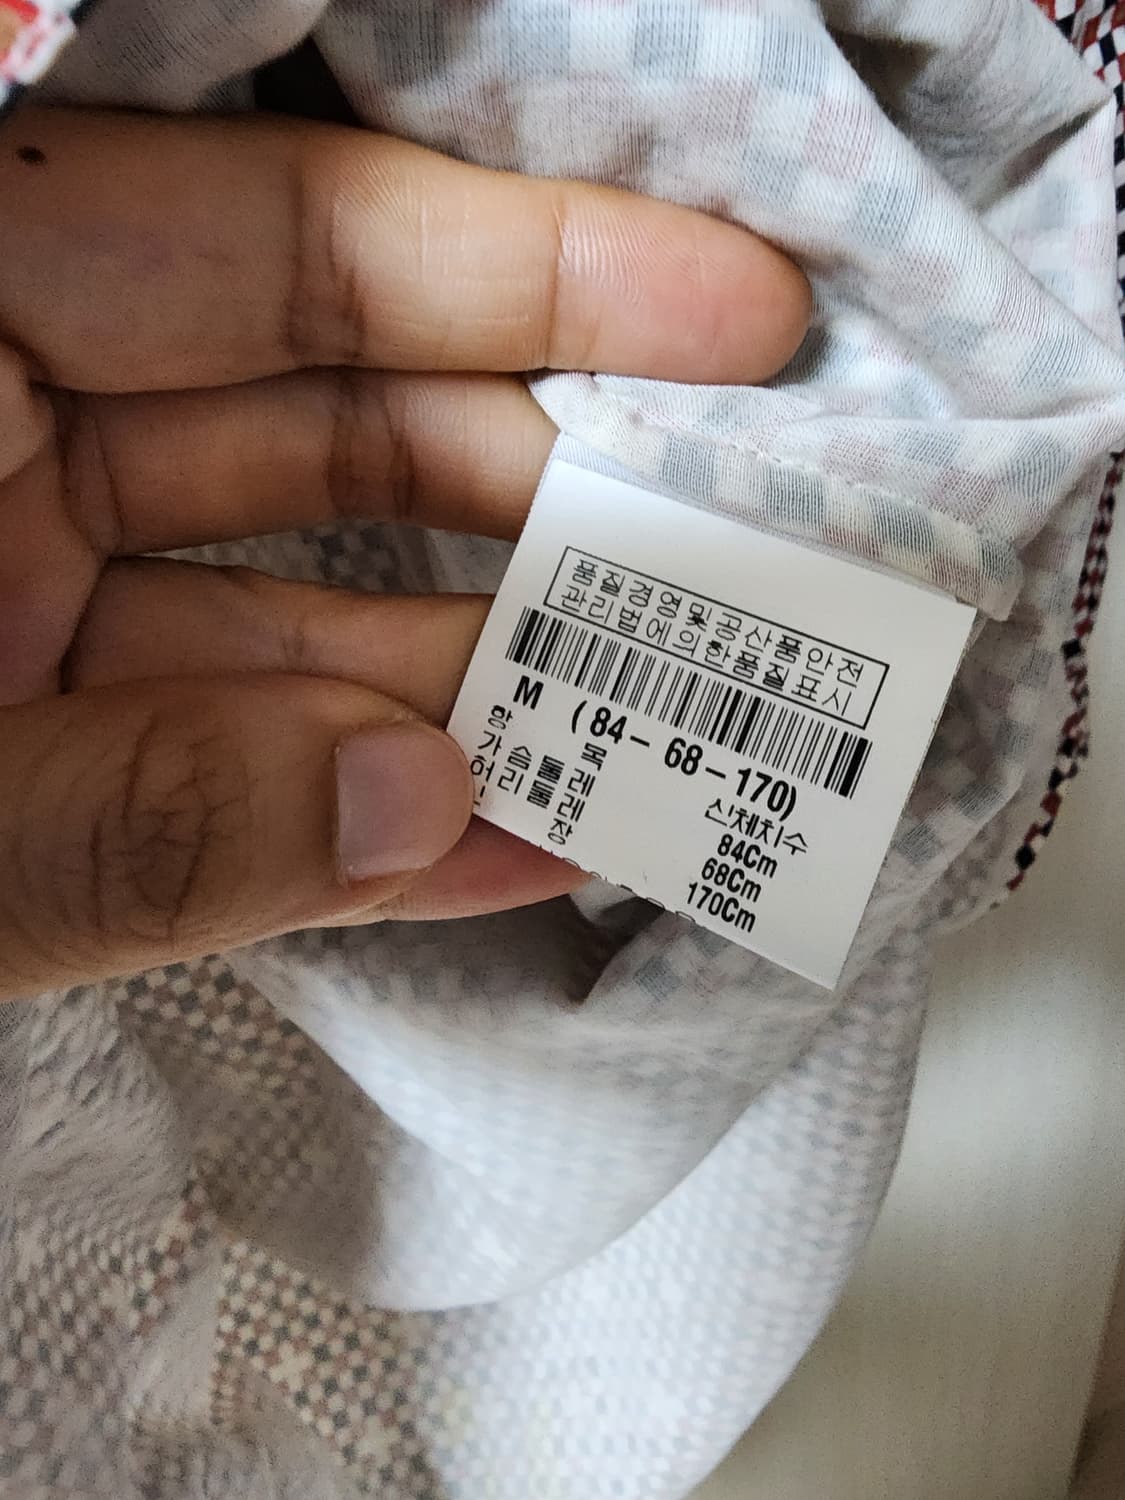 품질경영및공산품안전
관리법에의한품질표시
M (84-68-170)
항 목 신체치수
가슴둘레 84Cm
허리둘레 68Cm
신 장 170Cm